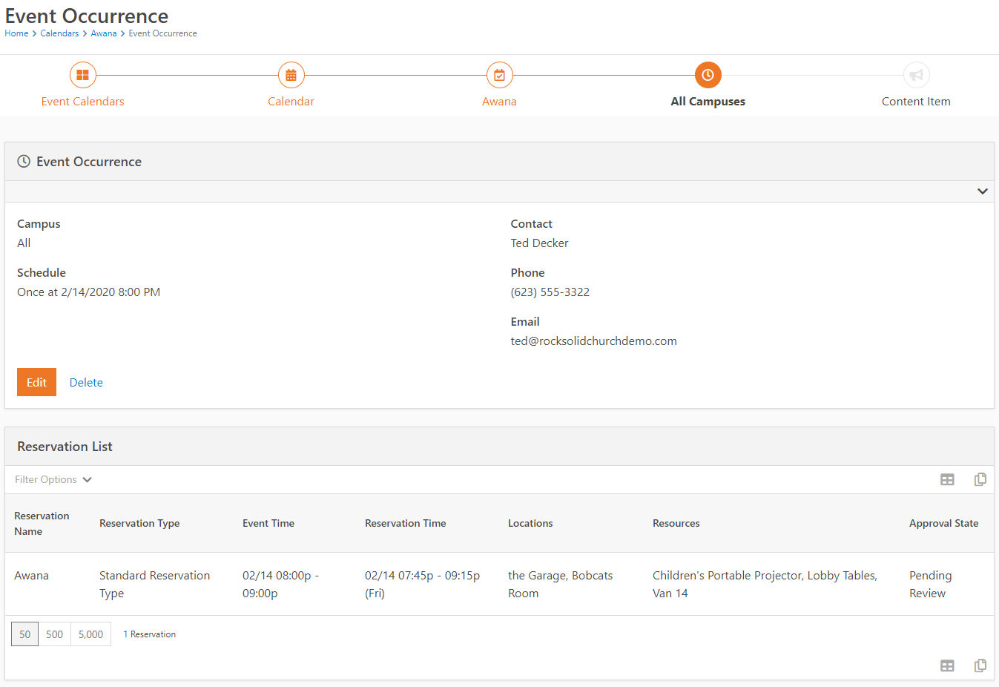 Event Occurrence
Home > Calendars > Awana > Event Occurrence
Event Calendars
Calendar
Awana
All Campuses
Content Item
Event Occurrence
Campus
All
Contact
Ted Decker
Schedule
Once at 2/14/2020 8:00 PM
Phone
(623) 555-3322
Email
ted@rocksolidchurchdemo.com
Edit
Delete
Reservation List
Filter Options
Reservation
Name
Reservation Type
Event Time
Reservation Time
Locations
Resources
Approval State
Awana
Standard Reservation
Type
02/14 08:00p -
09:00p
02/14 07:45p - 09:15p
(Fri)
the Garage, Bobcats
Room
Children's Portable Projector, Lobby Tables,
Van 14
Pending
Review
50
500
5,000
1 Reservation